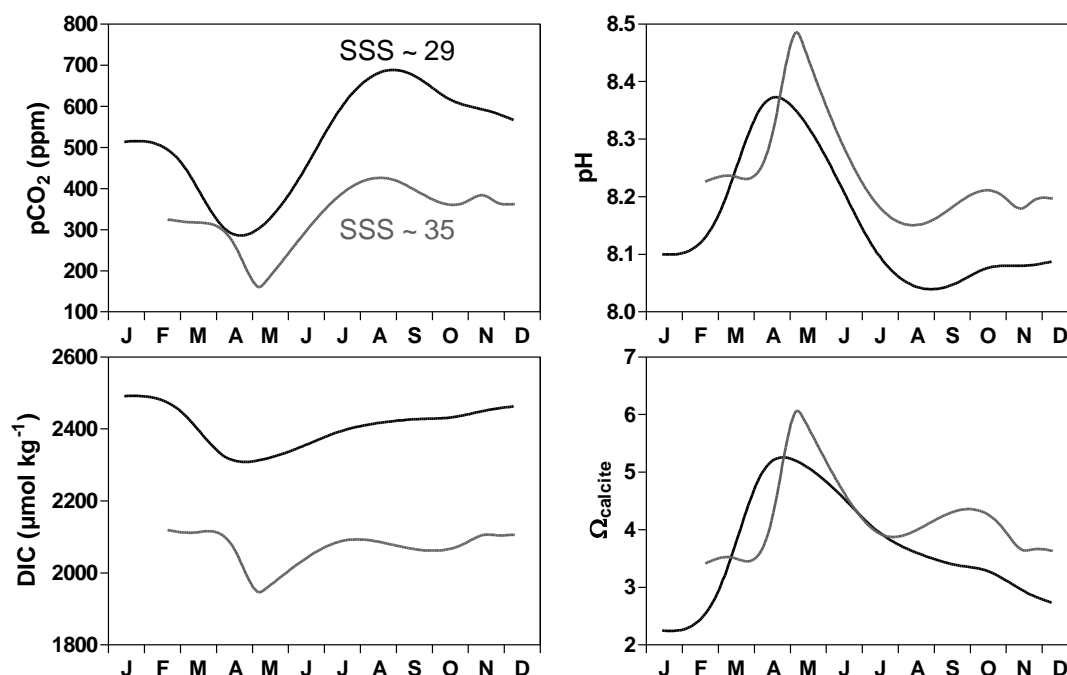 800
700
600
500
400
300
200
100
pCO2 (ppm)
SSS ~ 29
SSS ~ 35
J F M A M J J A S O N D
8.5
8.4
8.3
8.2
8.1
8.0
pH
J F M A M J J A S O N D
2600
2400
2200
2000
1800
DIC (µmol kg-1)
J F M A M J J A S O N D
7
6
5
4
3
2
Ωcalcite
J F M A M J J A S O N D